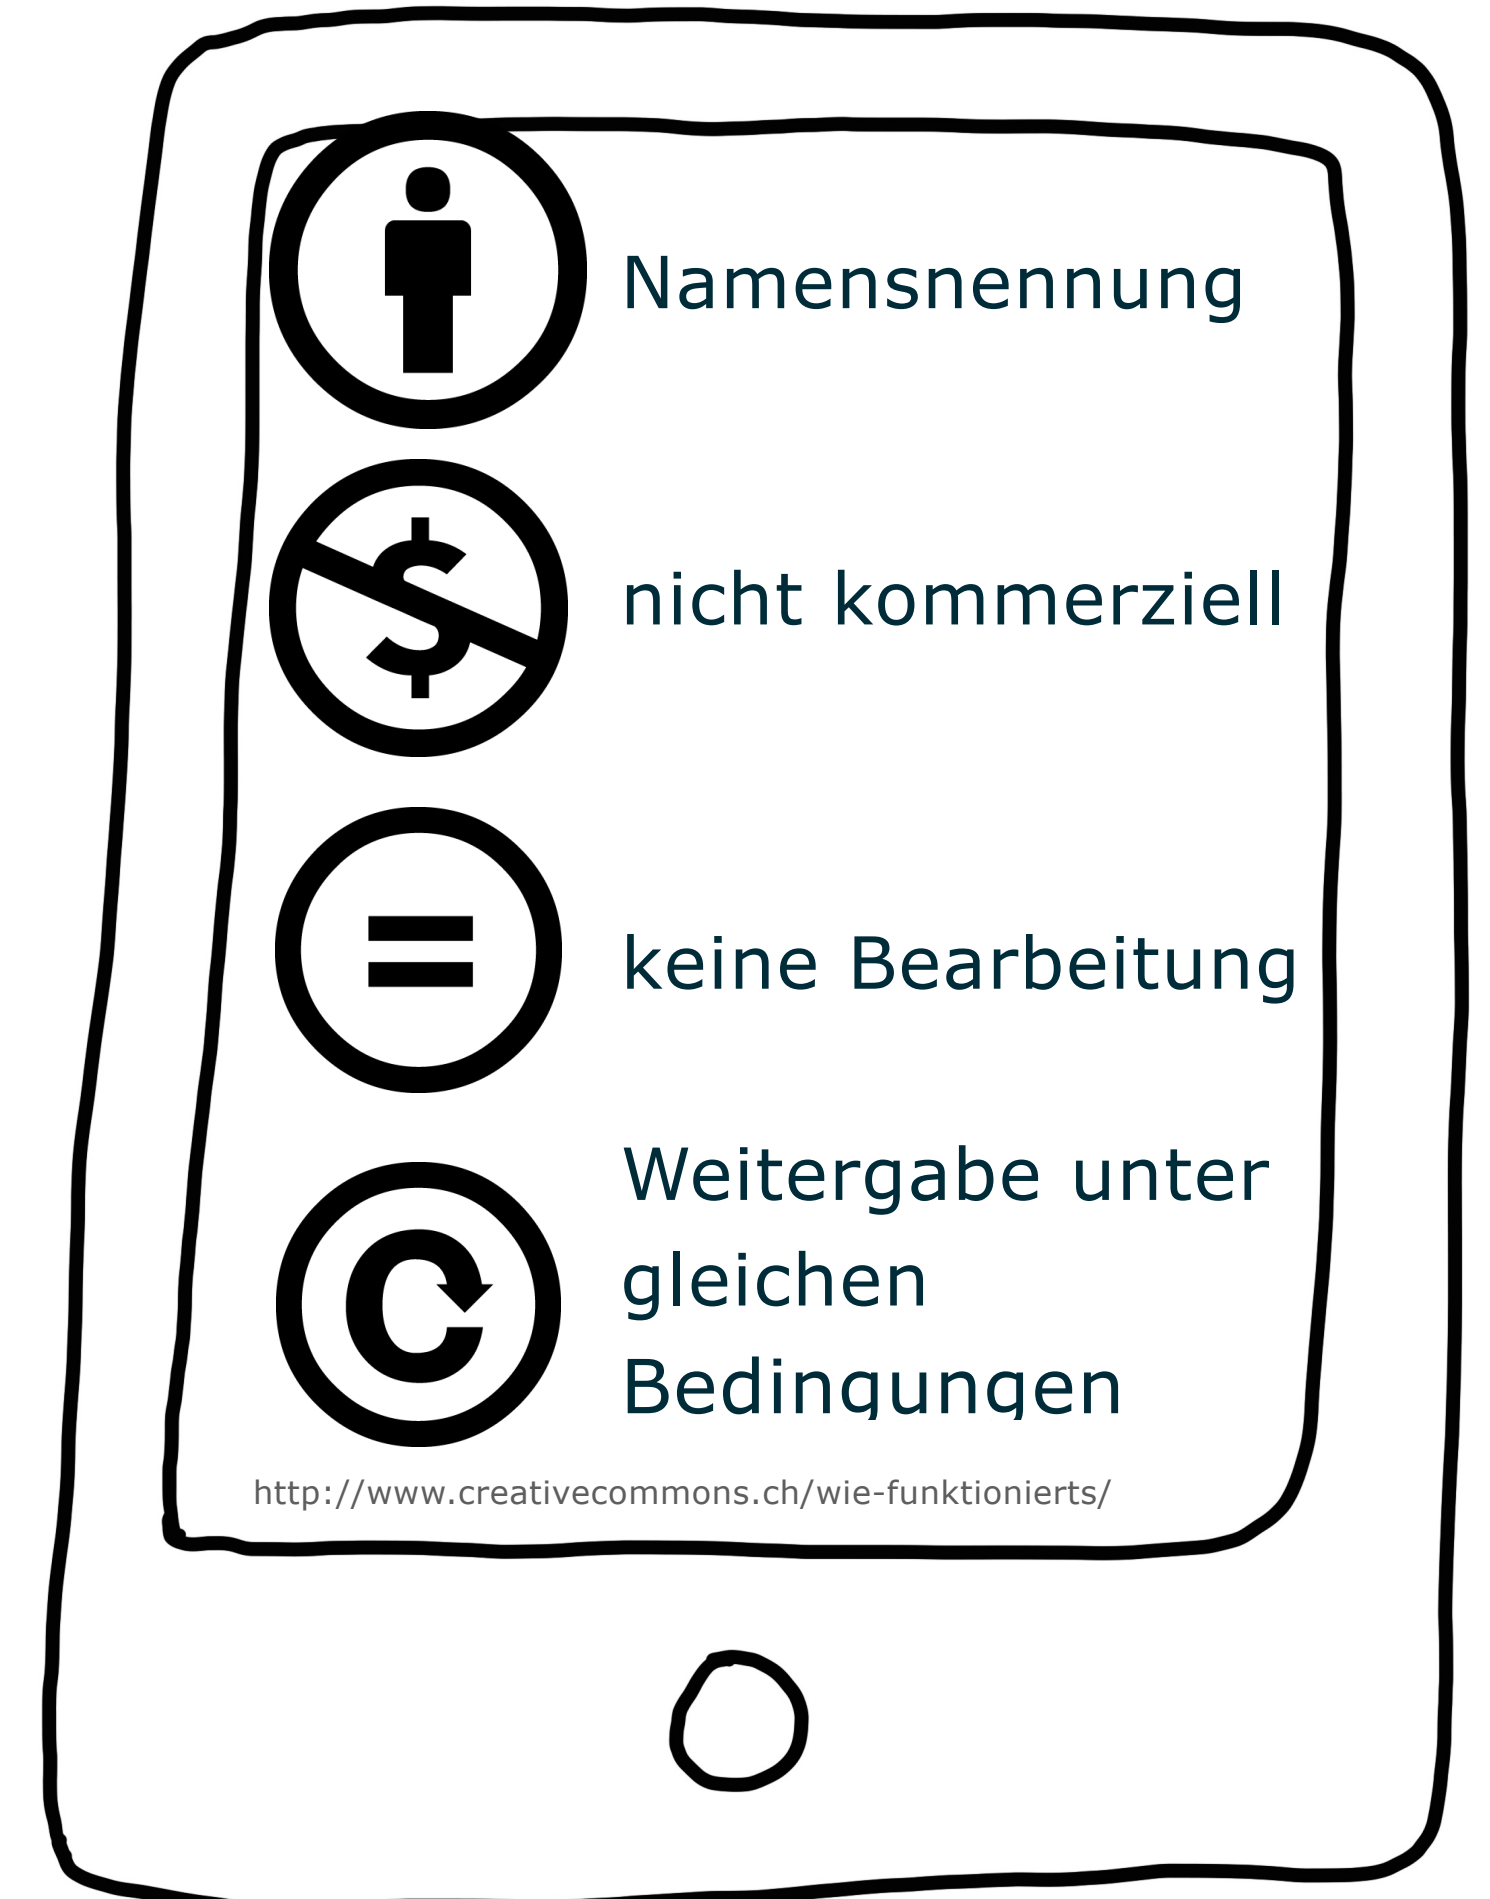 Namensnennung
nicht kommerziell
keine Bearbeitung
Weitergabe unter
gleichen
Bedingungen
http://www.creativecommons.ch/wie-funktionierts/